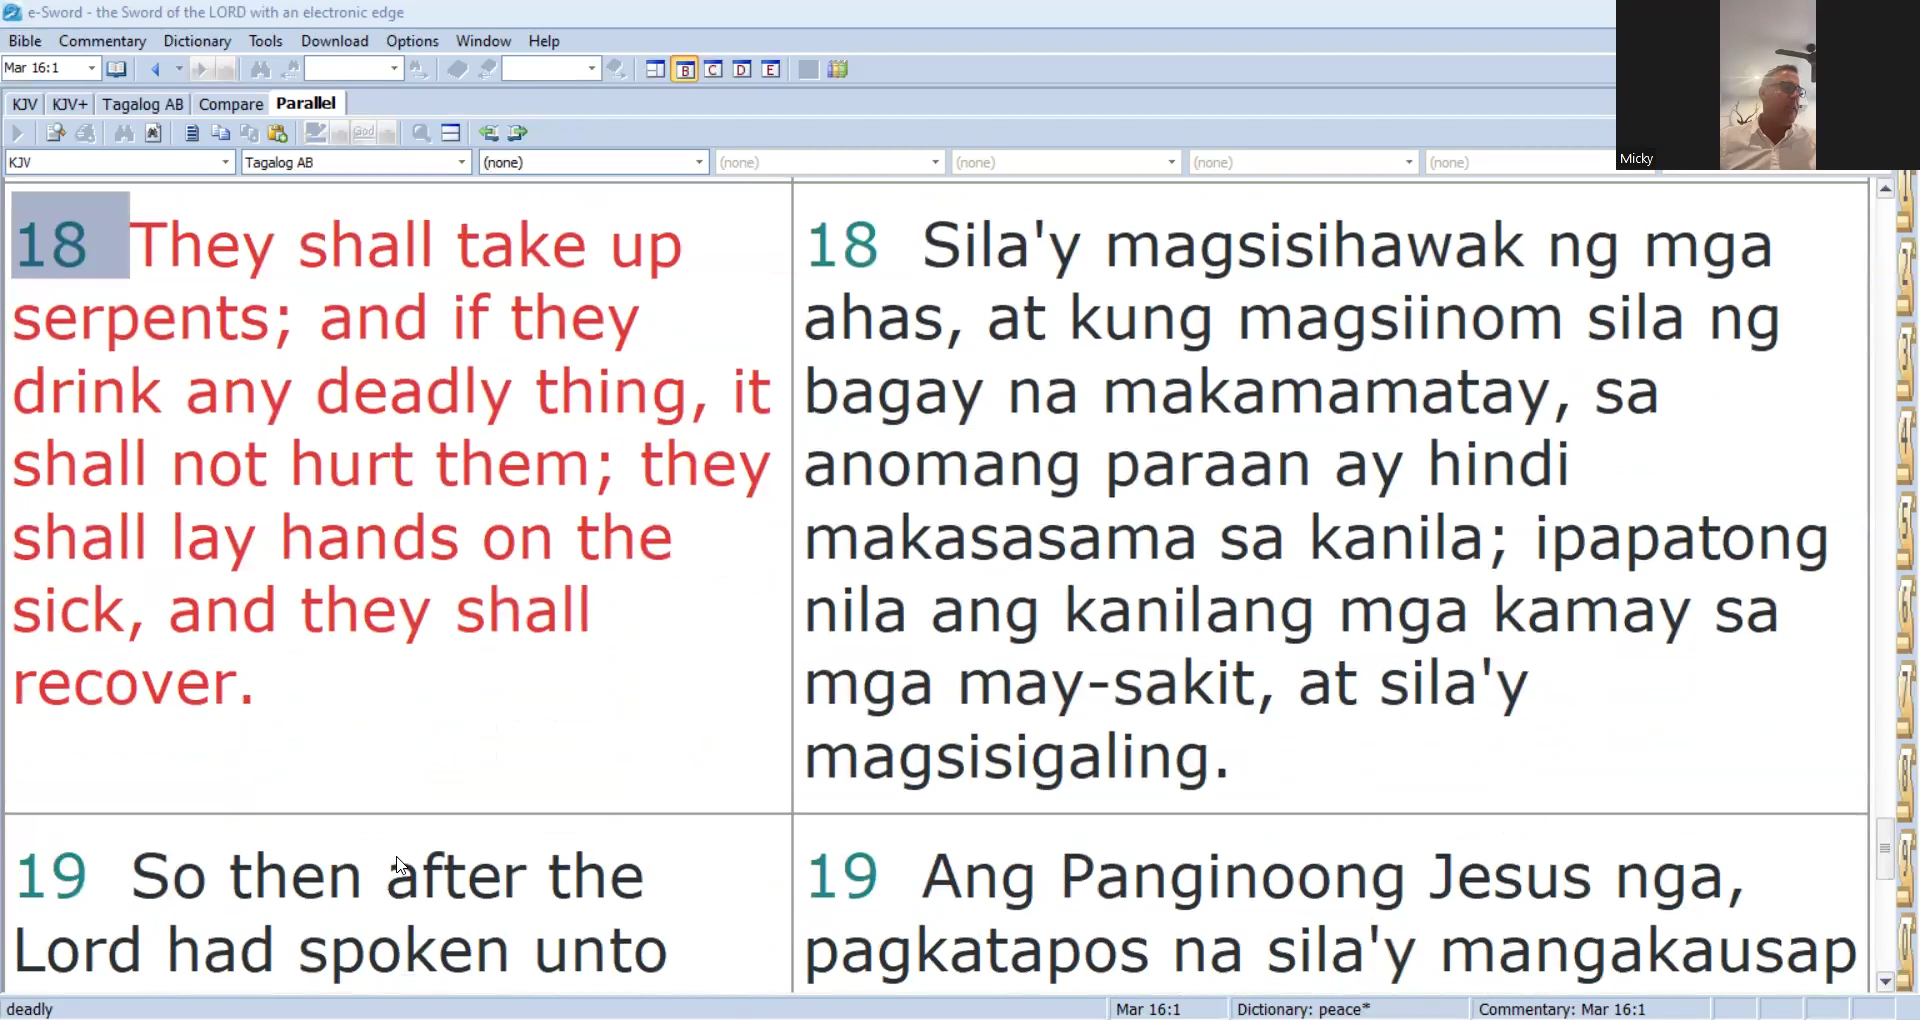 e-Sword - the Sword of the LORD with an electronic edge
Bible Commentary Dictionary Tools Download Options Window Help
Mar 16:1
B C D E
KJV KJV+ Tagalog AB Compare Parallel
God
KJV Tagalog AB (none) (none) (none) (none) (none)
Micky
18 They shall take up
serpents; and if they
drink any deadly thing, it
shall not hurt them; they
shall lay hands on the
sick, and they shall
recover.
18 Sila'y magsisihawak ng mga
ahas, at kung magsiinom sila ng
bagay na makamamatay, sa
anomang paraan ay hindi
makasasama sa kanila; ipapatong
nila ang kanilang mga kamay sa
mga may-sakit, at sila'y
magsisigaling.
19 So then after the
Lord had spoken unto
19 Ang Panginoong Jesus nga,
pagkatapos na sila'y mangakausap
deadly Mar 16:1 Dictionary: peace* Commentary: Mar 16:1